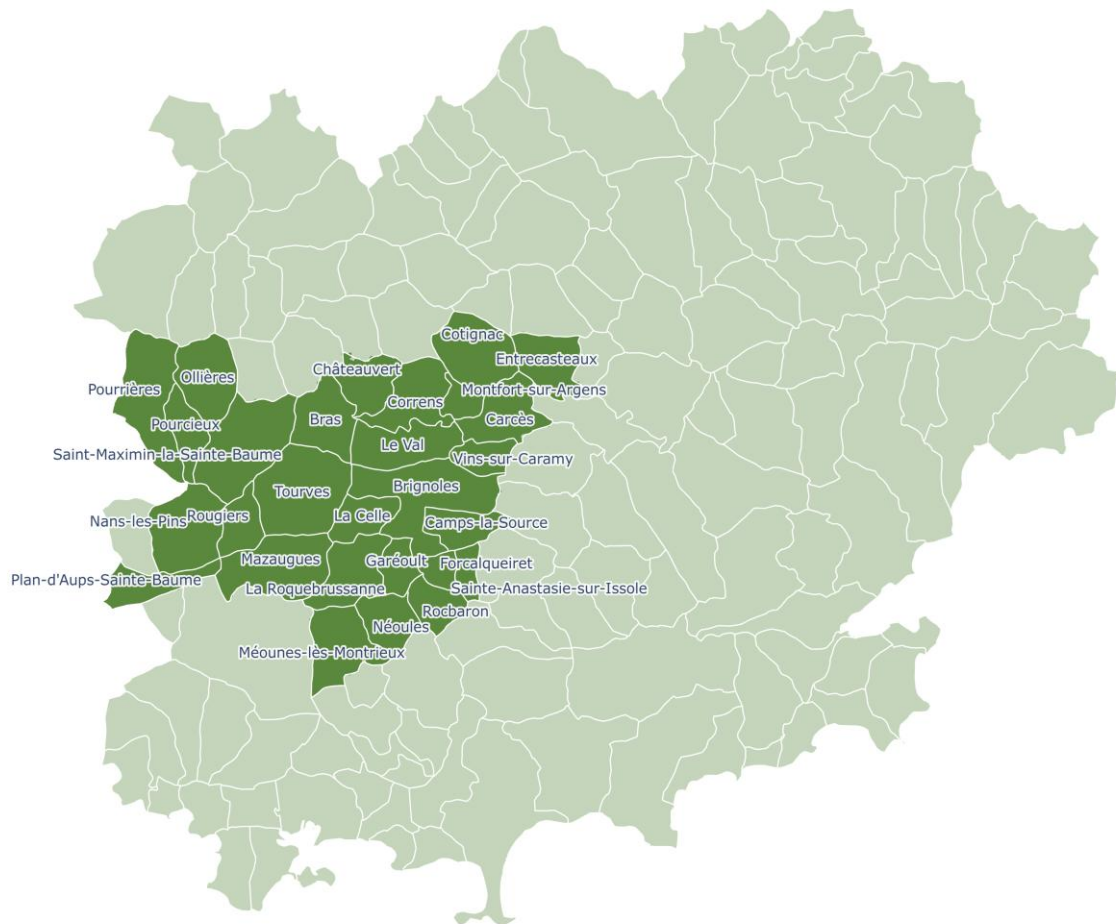 Cotignac
Entrecasteaux
Châteauvert
Ollières
Pourrières
Montfort-sur-Argens
Correns
Bras
Carcès
Pourcieux
Le Val
Saint-Maximin-la-Sainte-Baume
Vins-sur-Caramy
Brignoles
Tourves
La Celle
Rougiers
Nans-les-Pins
Camps-la-Source
Mazaugues
Garéoult
Forcalqueiret
Plan-d'Aups-Sainte-Baume
La Roquebrussanne
Sainte-Anastasie-sur-Issole
Rocbaron
Néoules
Méounes-lès-Montrieux